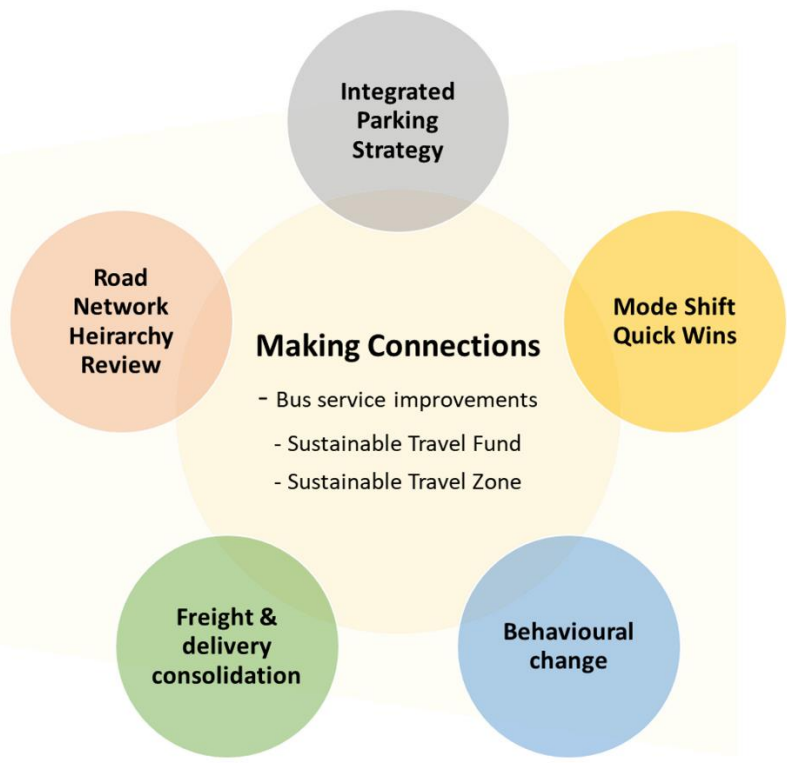 Integrated
Parking
Strategy
Road
Network
Heirarchy
Review
Mode Shift
Quick Wins
Making Connections
- Bus service improvements
- Sustainable Travel Fund
- Sustainable Travel Zone
Freight &
delivery
consolidation
Behavioural
change